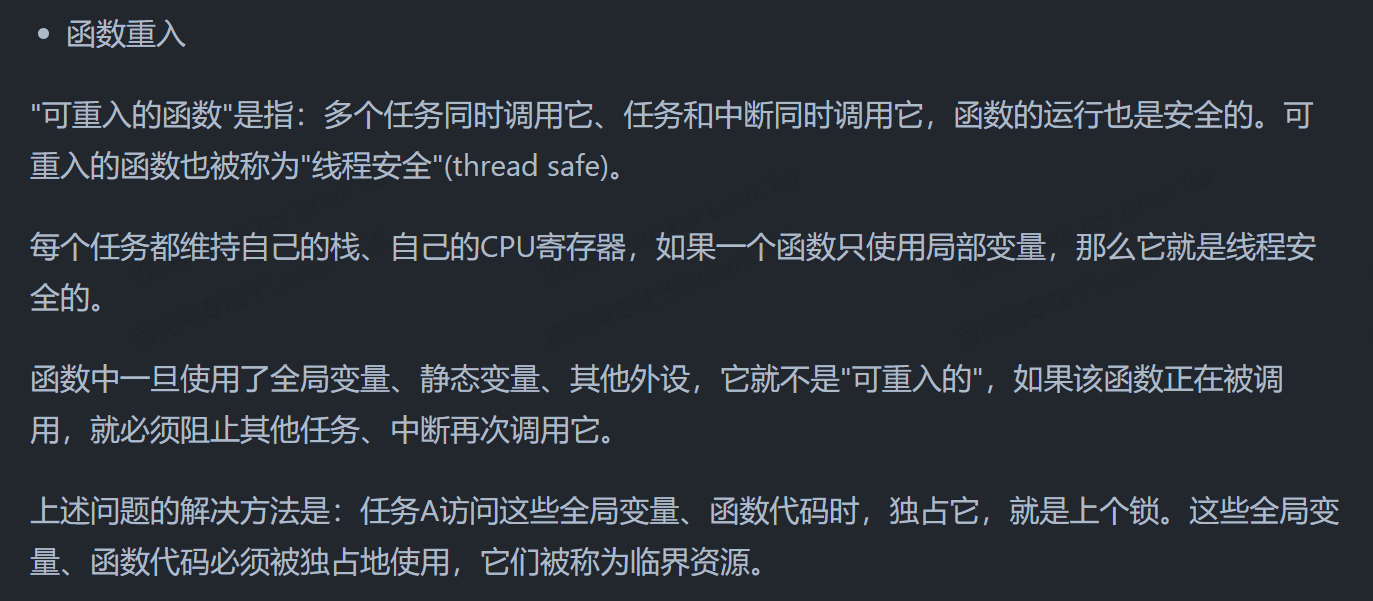 • 函数重入
"可重入的函数"是指：多个任务同时调用它、任务和中断同时调用它，函数的运行也是安全的。可
重入的函数也被称为"线程安全"(thread safe)。
每个任务都维持自己的栈、自己的CPU寄存器，如果一个函数只使用局部变量，那么它就是线程安
全的。
函数中一旦使用了全局变量、静态变量、其他外设，它就不是"可重入的"，如果该函数正在被调
用，就必须阻止其他任务、中断再次调用它。
上述问题的解决方法是：任务A访问这些全局变量、函数代码时，独占它，就是上个锁。这些全局变
量、函数代码必须被独占地使用，它们被称为临界资源。